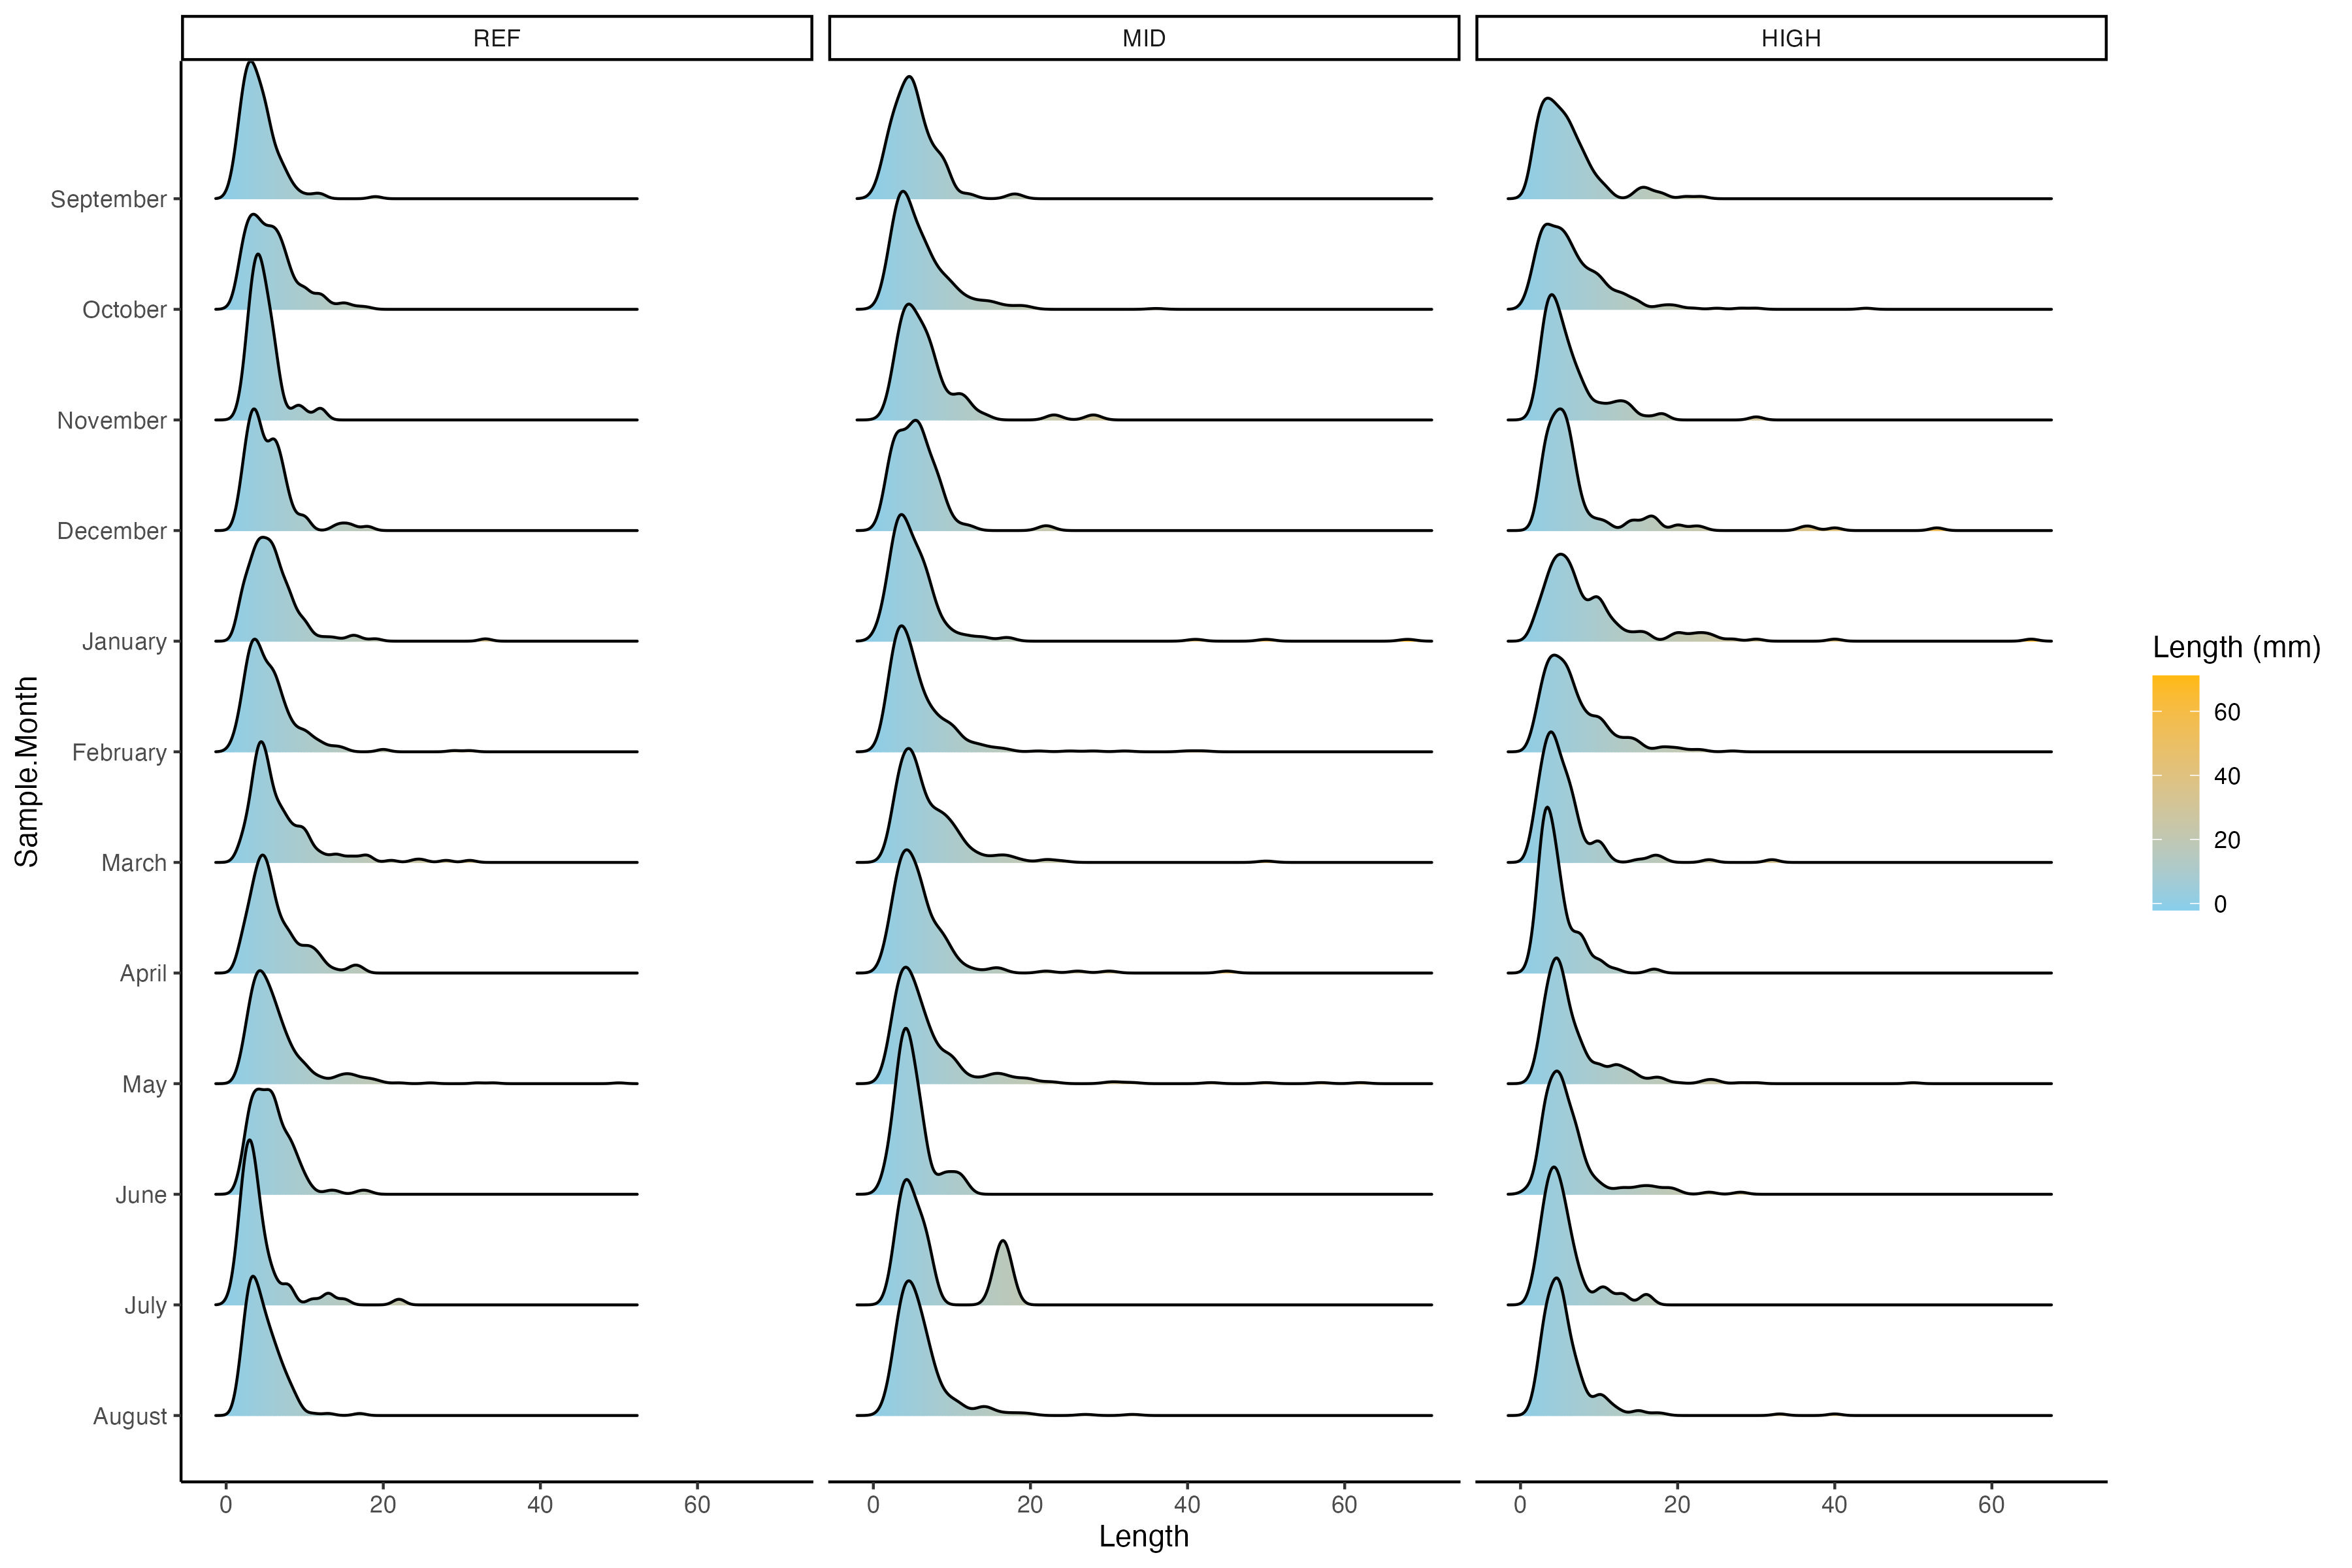 REF MID HIGH
September
October
November
December
January
February
March
April
May
June
July
August
Sample.Month
0 20 40 60 0 20 40 60 0 20 40 60
Length
Length (mm)
60
40
20
0